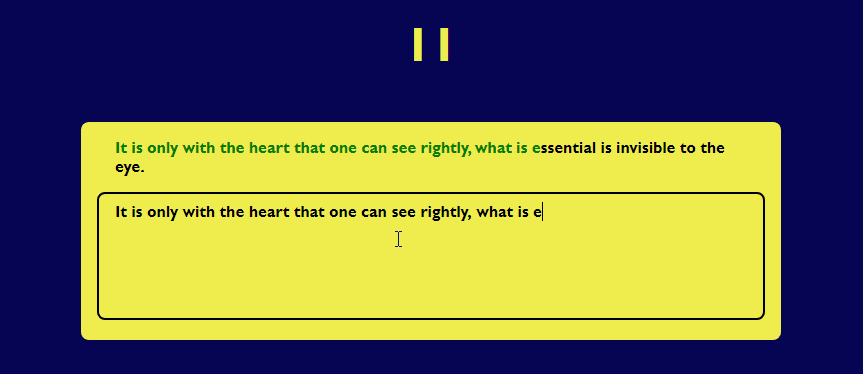 11
It is only with the heart that one can see rightly, what is essential is invisible to the
eye.
It is only with the heart that one can see rightly, what is e